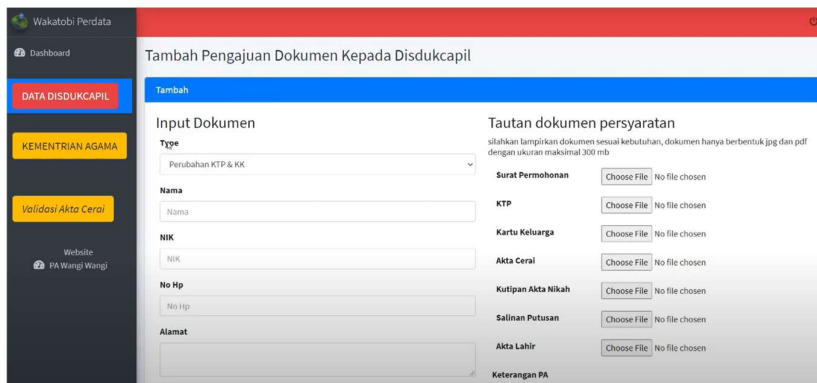 Wakatobi Perdata
Dashboard
DATA DISDUKCAPIL
KEMENTRIAN AGAMA
Validasi Akta Cerai
Website
PA Wangi Wangi
Tambah Pengajuan Dokumen Kepada Disdukcapil
Tambah
Input Dokumen
Type
Perubahan KTP & KK
Nama
Nama
NIK
NIK
No Hp
No Hp
Alamat
Tautan dokumen persyaratan
silahkan lampirkan dokumen sesuai kebutuhan, dokumen hanya berbentuk jpg dan pdf
dengan ukuran maksimal 300 mb
Surat Permohonan Choose File No file chosen
KTP Choose File No file chosen
Kartu Keluarga Choose File No file chosen
Akta Cerai Choose File No file chosen
Kutipan Akta Nikah Choose File No file chosen
Salinan Putusan Choose File No file chosen
Akta Lahir Choose File No file chosen
Keterangan PA